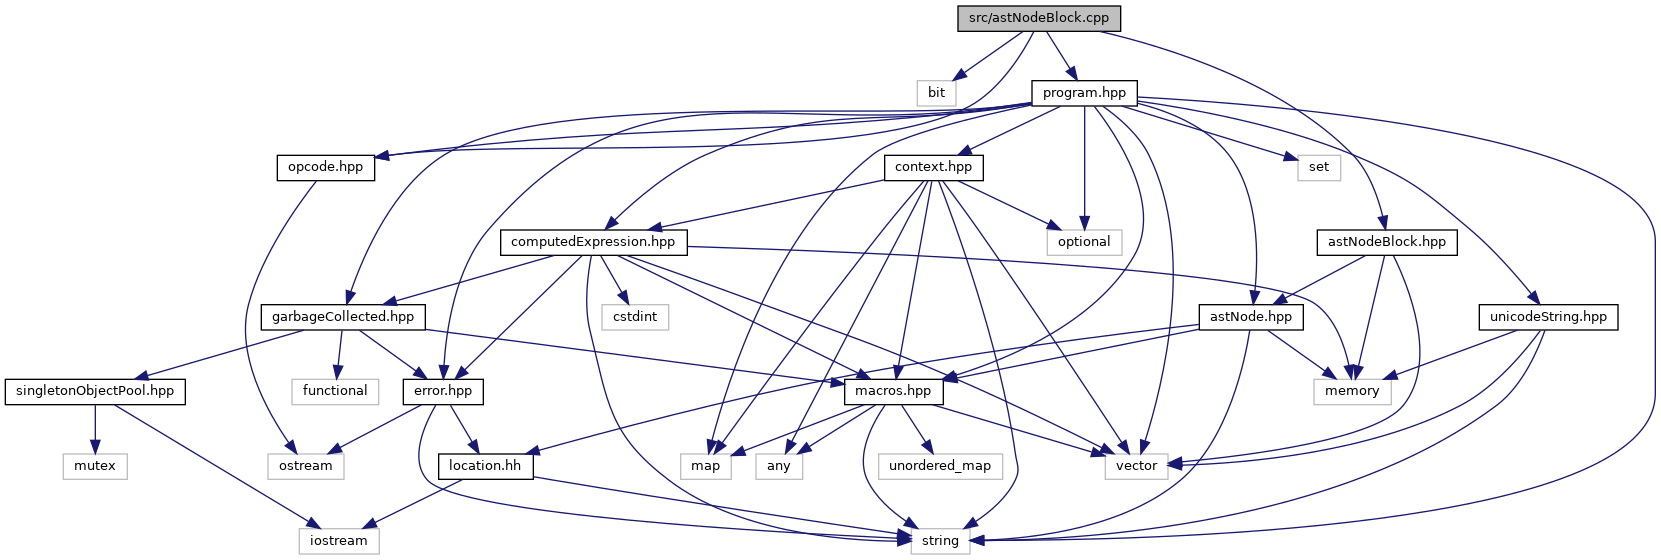 src/astNodeBlock.cpp
bit
program.hpp
opcode.hpp
context.hpp
set
computedExpression.hpp
optional
astNodeBlock.hpp
garbageCollected.hpp
cstdint
astNode.hpp
unicodeString.hpp
singletonObjectPool.hpp
functional
error.hpp
macros.hpp
memory
mutex
ostream
location.hh
map
any
unordered_map
vector
iostream
string